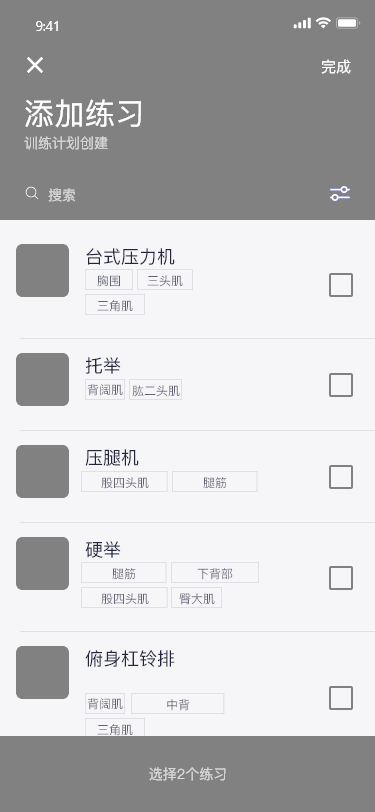 9:41
完成
添加练习
训练计划创建
搜索
台式压力机
胸围 三头肌
三角肌
托举
背阔肌 肱二头肌
压腿机
股四头肌 腿筋
硬举
腿筋 下背部
股四头肌 臀大肌
俯身杠铃排
背阔肌 中背
三角肌
选择2个练习